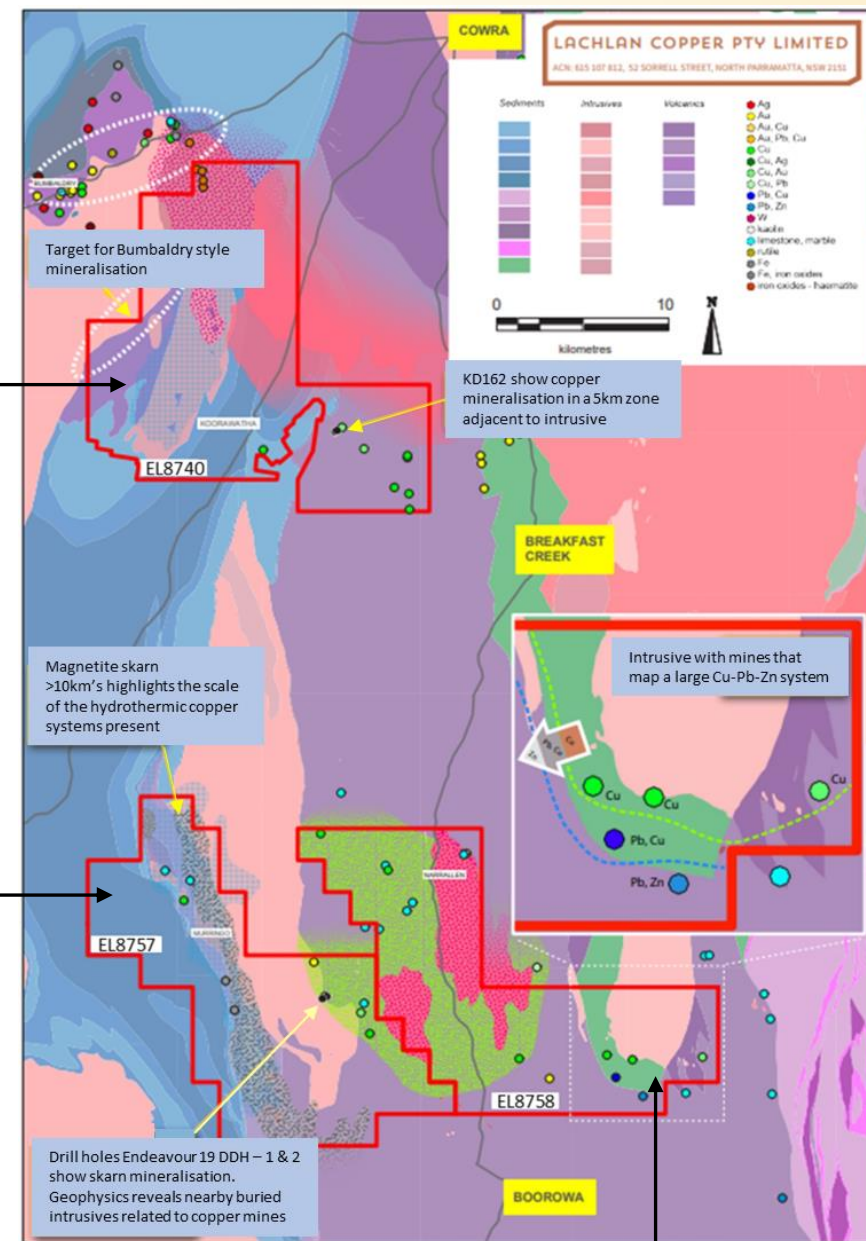 COWRA
LACHLAN COPPER PTY LIMITED
ACN: 615 107 812, 52 SORRELL STREET, NORTH PARRAMATTA, NSW 2151
Sediments
Intrusives
Volcanics
Ag
Au
Au, Cu
Au, Pb, Cu
Cu
Cu, Ag
Cu, Au
Cu, Pb
Pb, Cu
Pb, Zn
W
kaolin
limestone, marble
rutile
Fe
Fe, iron oxides
iron oxides - haematite
0 10
kilometres
N
BUMBALDRY
Target for Bumbaldry style
mineralisation
KD162 show copper
mineralisation in a 5km zone
adjacent to intrusive
KOORAWATHA
EL8740
BREAKFAST
CREEK
Magnetite skarn
>10km's highlights the scale
of the hydrothermic copper
systems present
Intrusive with mines that
map a large Cu-Pb-Zn system
Zn
Pb, Cu
Cu
Cu
Cu
Cu
Pb, Cu
Pb, Zn
NARRALLEN
EL8757
MURRINGO
EL8758
Drill holes Endeavour 19 DDH – 1 & 2
show skarn mineralisation.
Geophysics reveals nearby buried
intrusives related to copper mines
BOOROWA